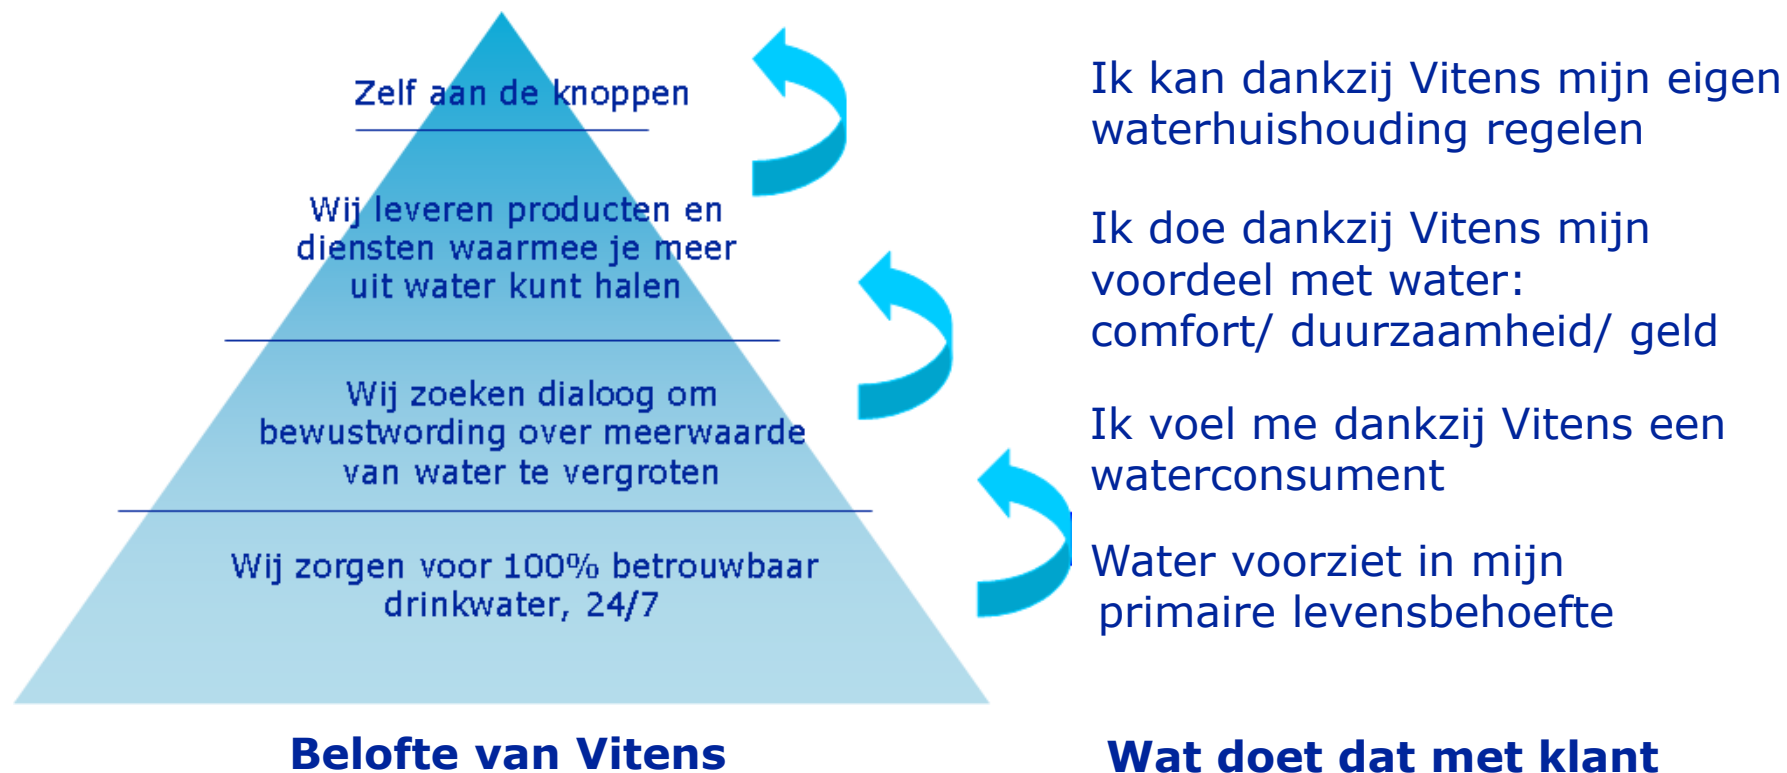 Zelf aan de knoppen
Wij leveren producten en
diensten waarmee je meer
uit water kunt halen
Wij zoeken dialoog om
bewustwording over meerwaarde
van water te vergroten
Wij zorgen voor 100% betrouwbaar
drinkwater, 24/7
Belofte van Vitens
Ik kan dankzij Vitens mijn eigen
waterhuishouding regelen
Ik doe dankzij Vitens mijn
voordeel met water:
comfort/ duurzaamheid/ geld
Ik voel me dankzij Vitens een
waterconsument
Water voorziet in mijn
primaire levensbehoefte
Wat doet dat met klant